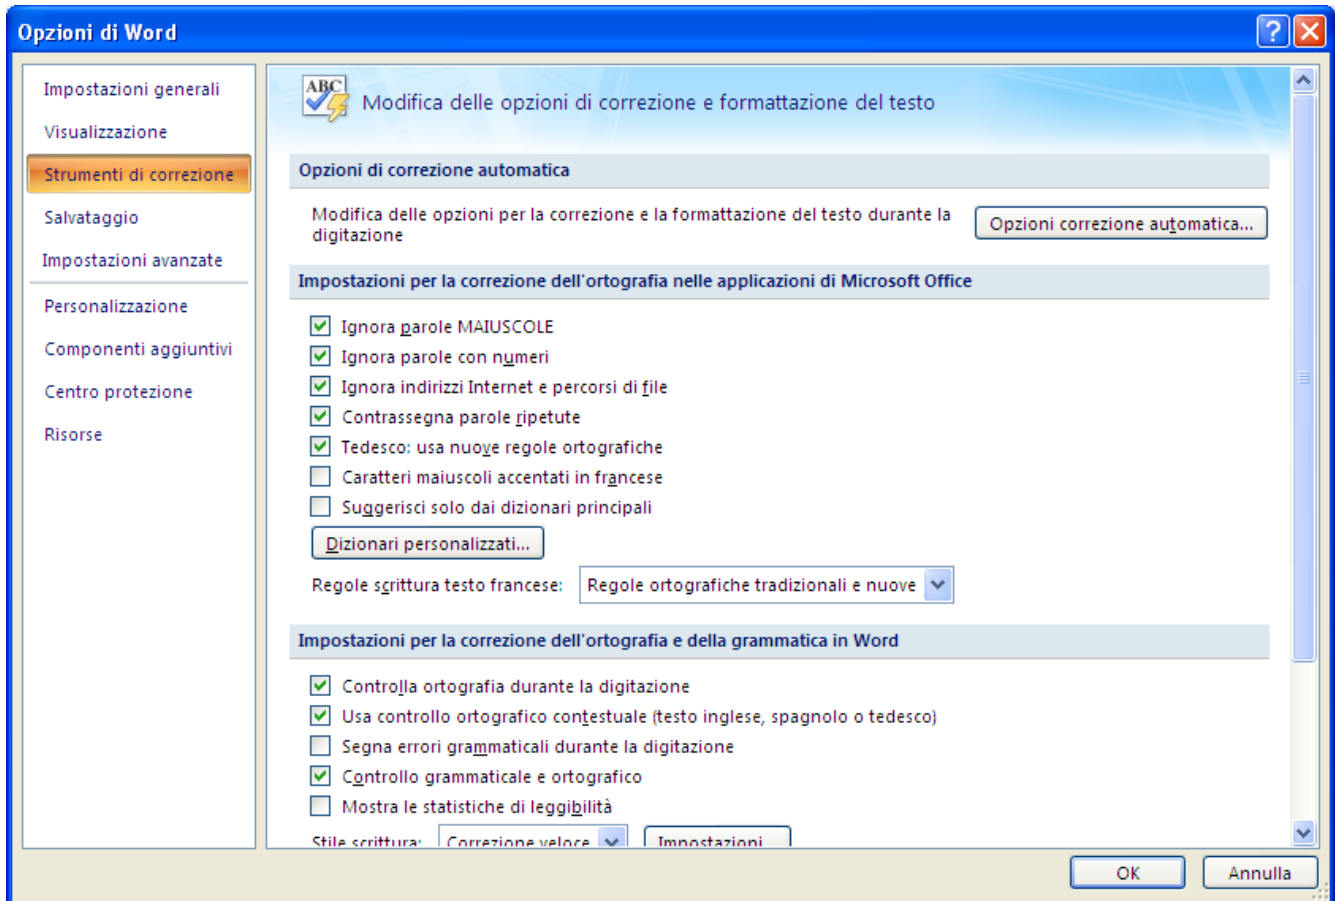 Opzioni di Word
Impostazioni generali
Visualizzazione
Strumenti di correzione
Salvataggio
Impostazioni avanzate
Personalizzazione
Componenti aggiuntivi
Centro protezione
Risorse
ABC
Modifica delle opzioni di correzione e formattazione del testo
Opzioni di correzione automatica
Modifica delle opzioni per la correzione e la formattazione del testo durante la
digitazione
Opzioni correzione automatica...
Impostazioni per la correzione dell'ortografia nelle applicazioni di Microsoft Office
Ignora parole MAIUSCOLE
Ignora parole con numeri
Ignora indirizzi Internet e percorsi di file
Contrassegna parole ripetute
Tedesco: usa nuove regole ortografiche
Caratteri maiuscoli accentati in francese
Suggerisci solo dai dizionari principali
Dizionari personalizzati...
Regole scrittura testo francese: Regole ortografiche tradizionali e nuove
Impostazioni per la correzione dell'ortografia e della grammatica in Word
Controlla ortografia durante la digitazione
Usa controllo ortografico contestuale (testo inglese, spagnolo o tedesco)
Segna errori grammaticali durante la digitazione
Controllo grammaticale e ortografico
Mostra le statistiche di leggibilità
Stile scrittura: Correzione veloce Impostazioni...
OK Annulla